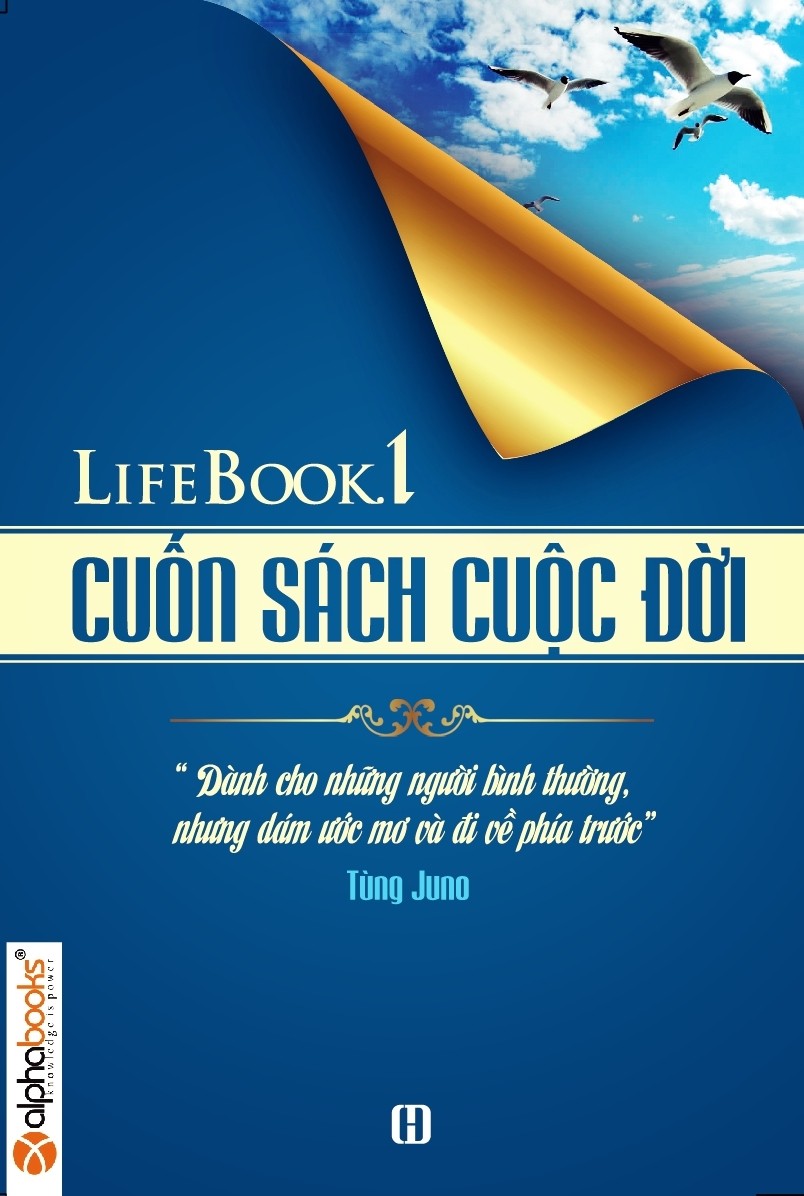 LIFEBOOK.1
CUỐN SÁCH CUỘC ĐỜI
“ Dành cho những người bình thường,
nhưng dám ước mơ và đi về phía trước”
Tùng Juno
alphabooks®
knowledge is power